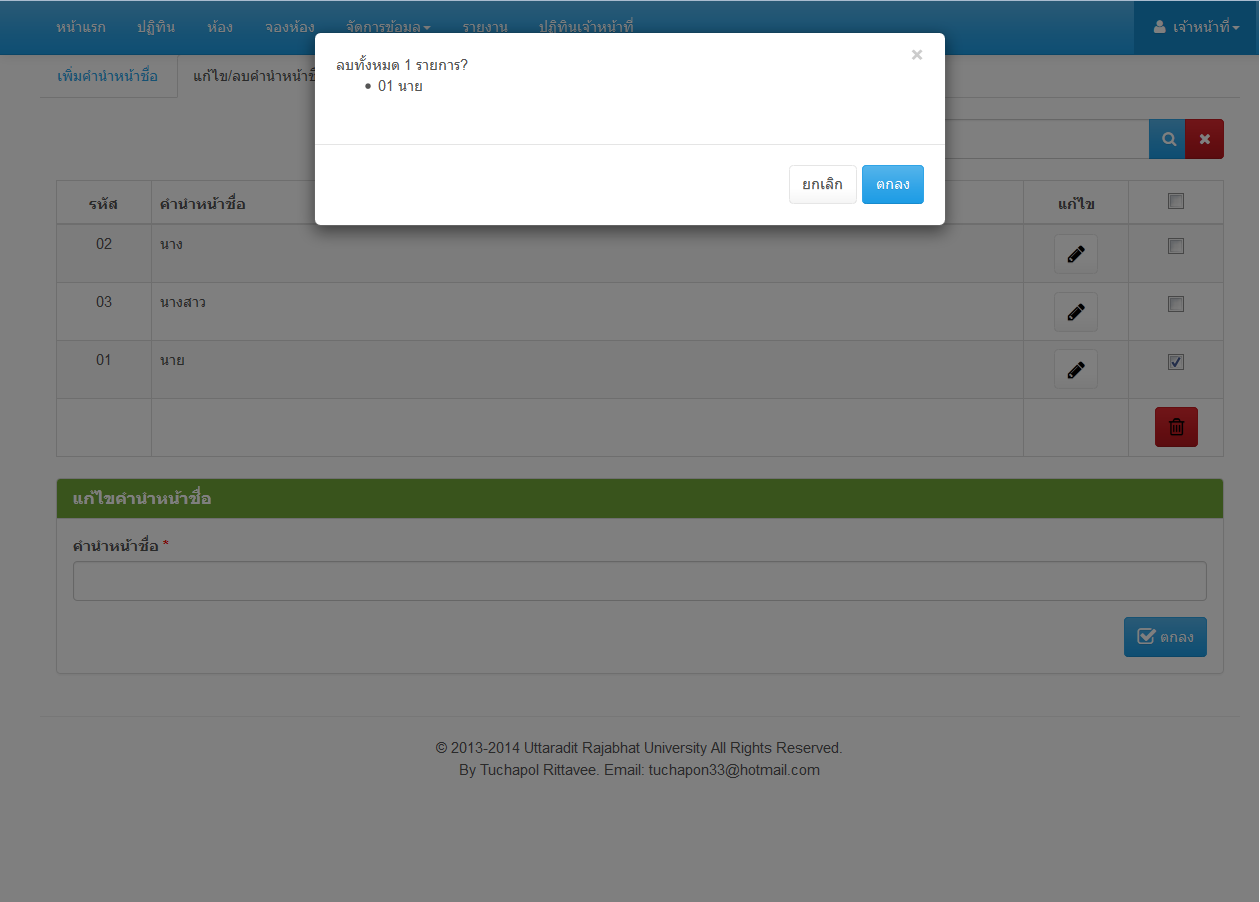 หน้าแรก ปฏิทิน ห้อง จองห้อง จัดการข้อมูล รายงาน ปฏิทินเจ้าหน้าที่ เจ้าหน้าที่
เพิ่มคำนำหน้าชื่อ แก้ไข/ลบคำนำหน้าชื่
ลบทั้งหมด 1 รายการ?
01 นาย
ยกเลิก ตกลง
รหัส คำนำหน้าชื่อ แก้ไข
02 นาง
03 นางสาว
01 นาย
แก้ไขคำนำหน้าชื่อ
คำนำหน้าชื่อ *
ตกลง
© 2013-2014 Uttaradit Rajabhat University All Rights Reserved.
By Tuchapol Rittavee. Email: tuchapon33@hotmail.com